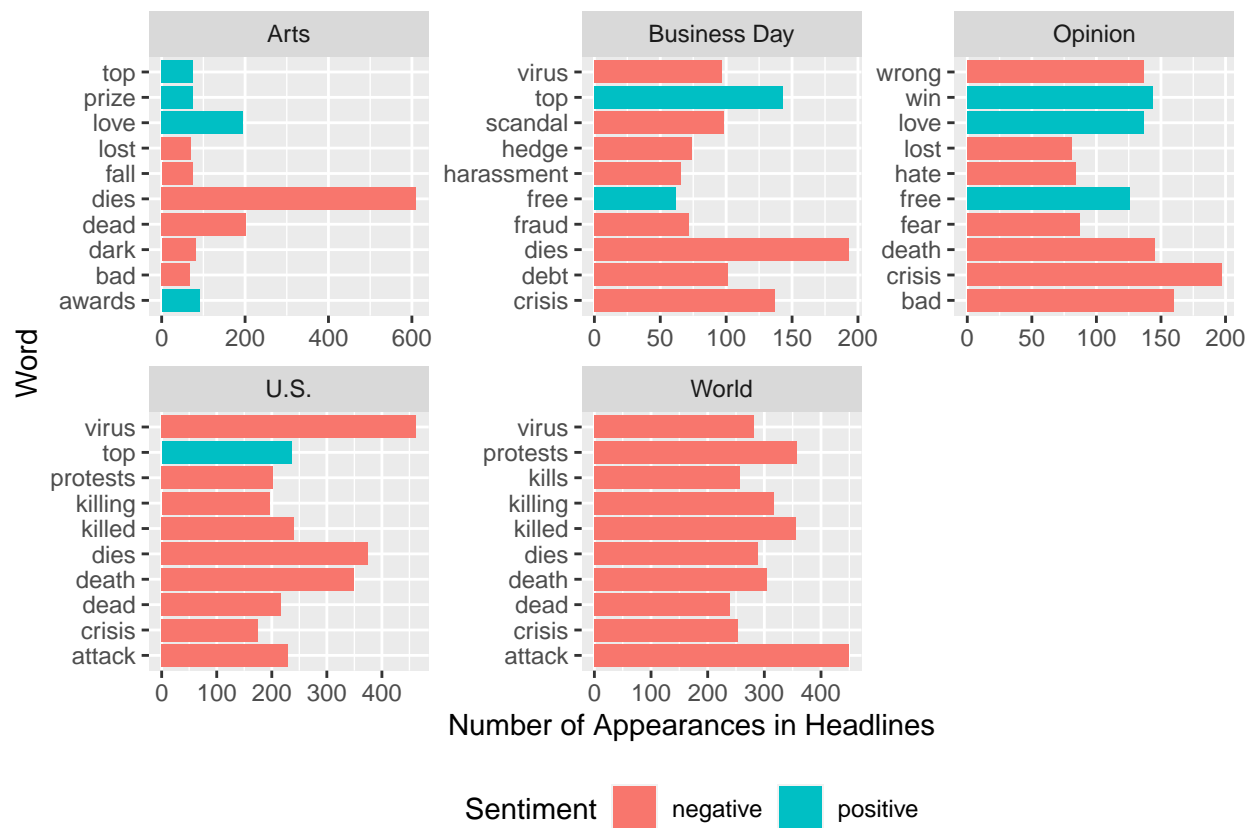 Arts
Business Day
Opinion
top
prize
love
lost
fall
dies
dead
dark
bad
awards
0 200 400 600
virus
top
scandal
hedge
harassment
free
fraud
dies
debt
crisis
0 50 100 150 200
wrong
win
love
lost
hate
free
fear
death
crisis
bad
0 50 100 150 200
Word
U.S.
World
virus
top
protests
killing
killed
dies
death
dead
crisis
attack
0 100 200 300 400
virus
protests
kills
killing
killed
dies
death
dead
crisis
attack
0 100 200 300 400
Number of Appearances in Headlines
Sentiment negative positive